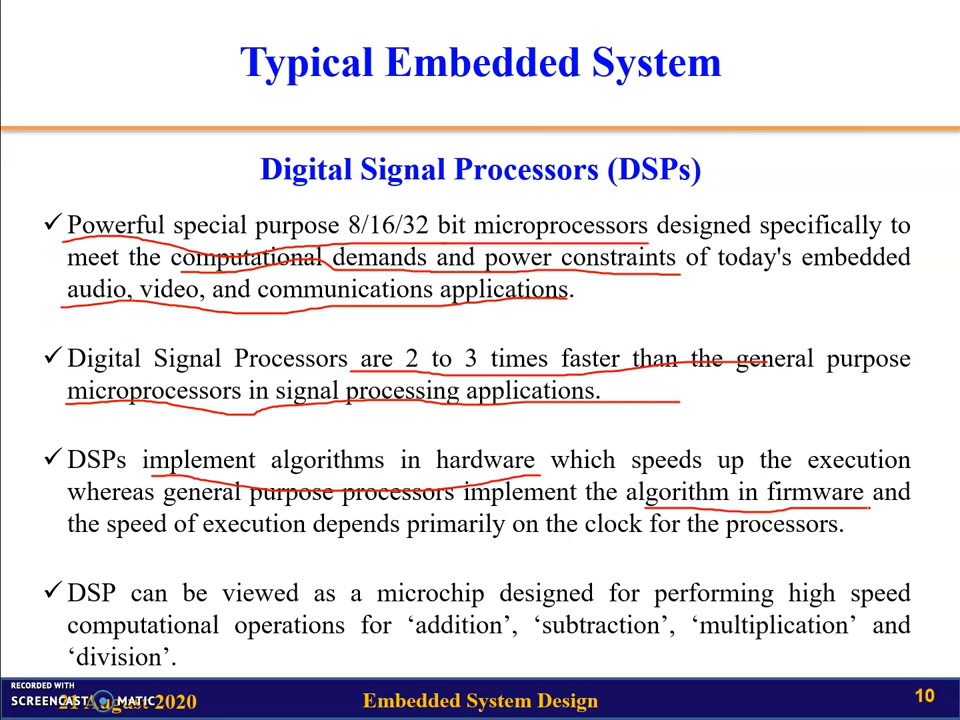 Typical Embedded System
Digital Signal Processors (DSPs)
✓ Powerful special purpose 8/16/32 bit microprocessors designed specifically to
meet the computational demands and power constraints of today's embedded
audio, video, and communications applications.
✓ Digital Signal Processors are 2 to 3 times faster than the general purpose
microprocessors in signal processing applications.
✓ DSPs implement algorithms in hardware which speeds up the execution
whereas general purpose processors implement the algorithm in firmware and
the speed of execution depends primarily on the clock for the processors.
✓ DSP can be viewed as a microchip designed for performing high speed
computational operations for ‘addition’, ‘subtraction’, ‘multiplication’ and
‘division’.
RECORDED WITH
SCREENCAST MATIC
21 August 2020
Embedded System Design
10